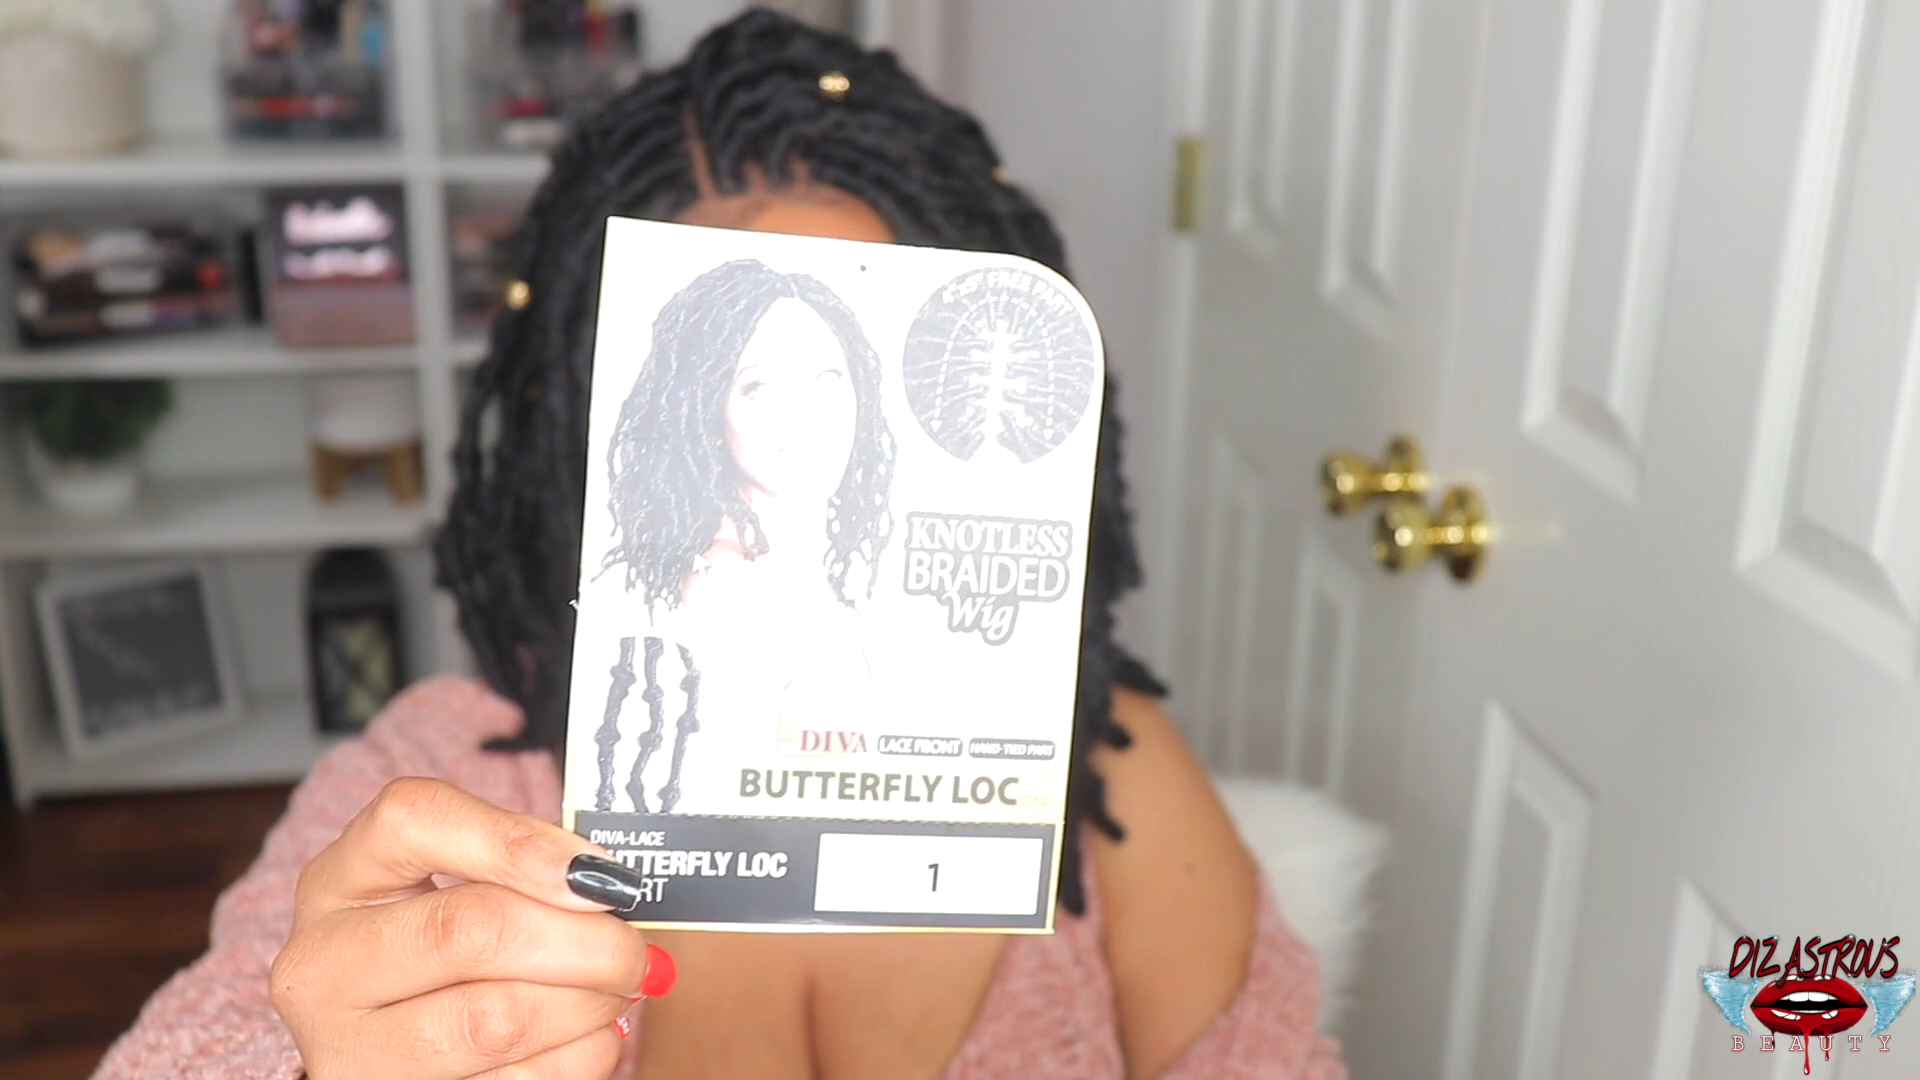 4"x5" FREE PART
KNOTLESS
BRAIDED
Wig
DIVA LACE FRONT HAND-TIED PART
BUTTERFLY LOC
DIVA-LACE
UTTERFLY LOC
RT
1
DIZASTROUS
BEAUTY